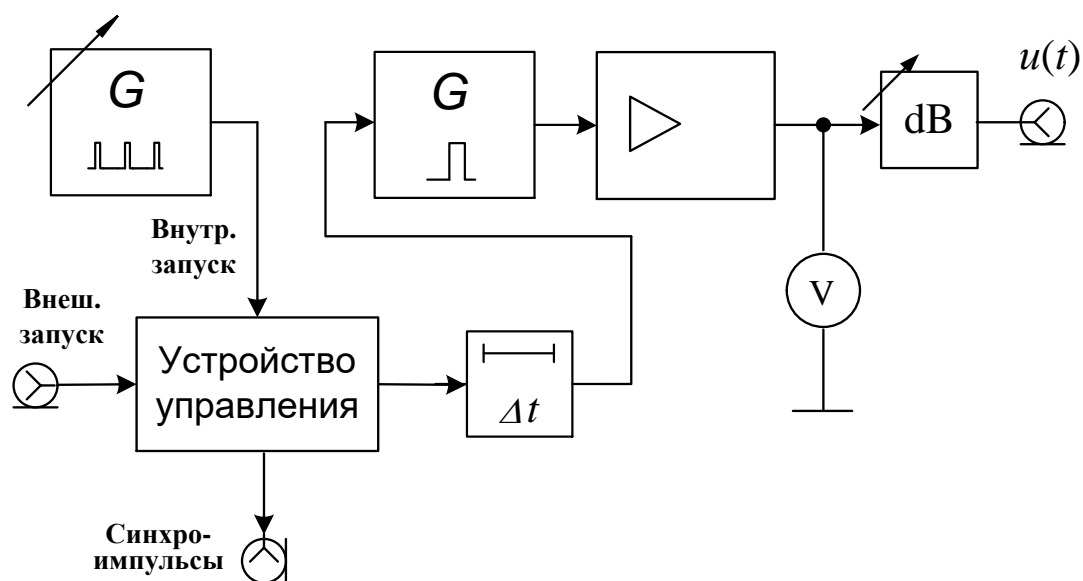 G
G
dB
u(t)
Внутр.
запуск
Внеш.
запуск
V
Устройство
управления
Δt
Синхро-
импульсы